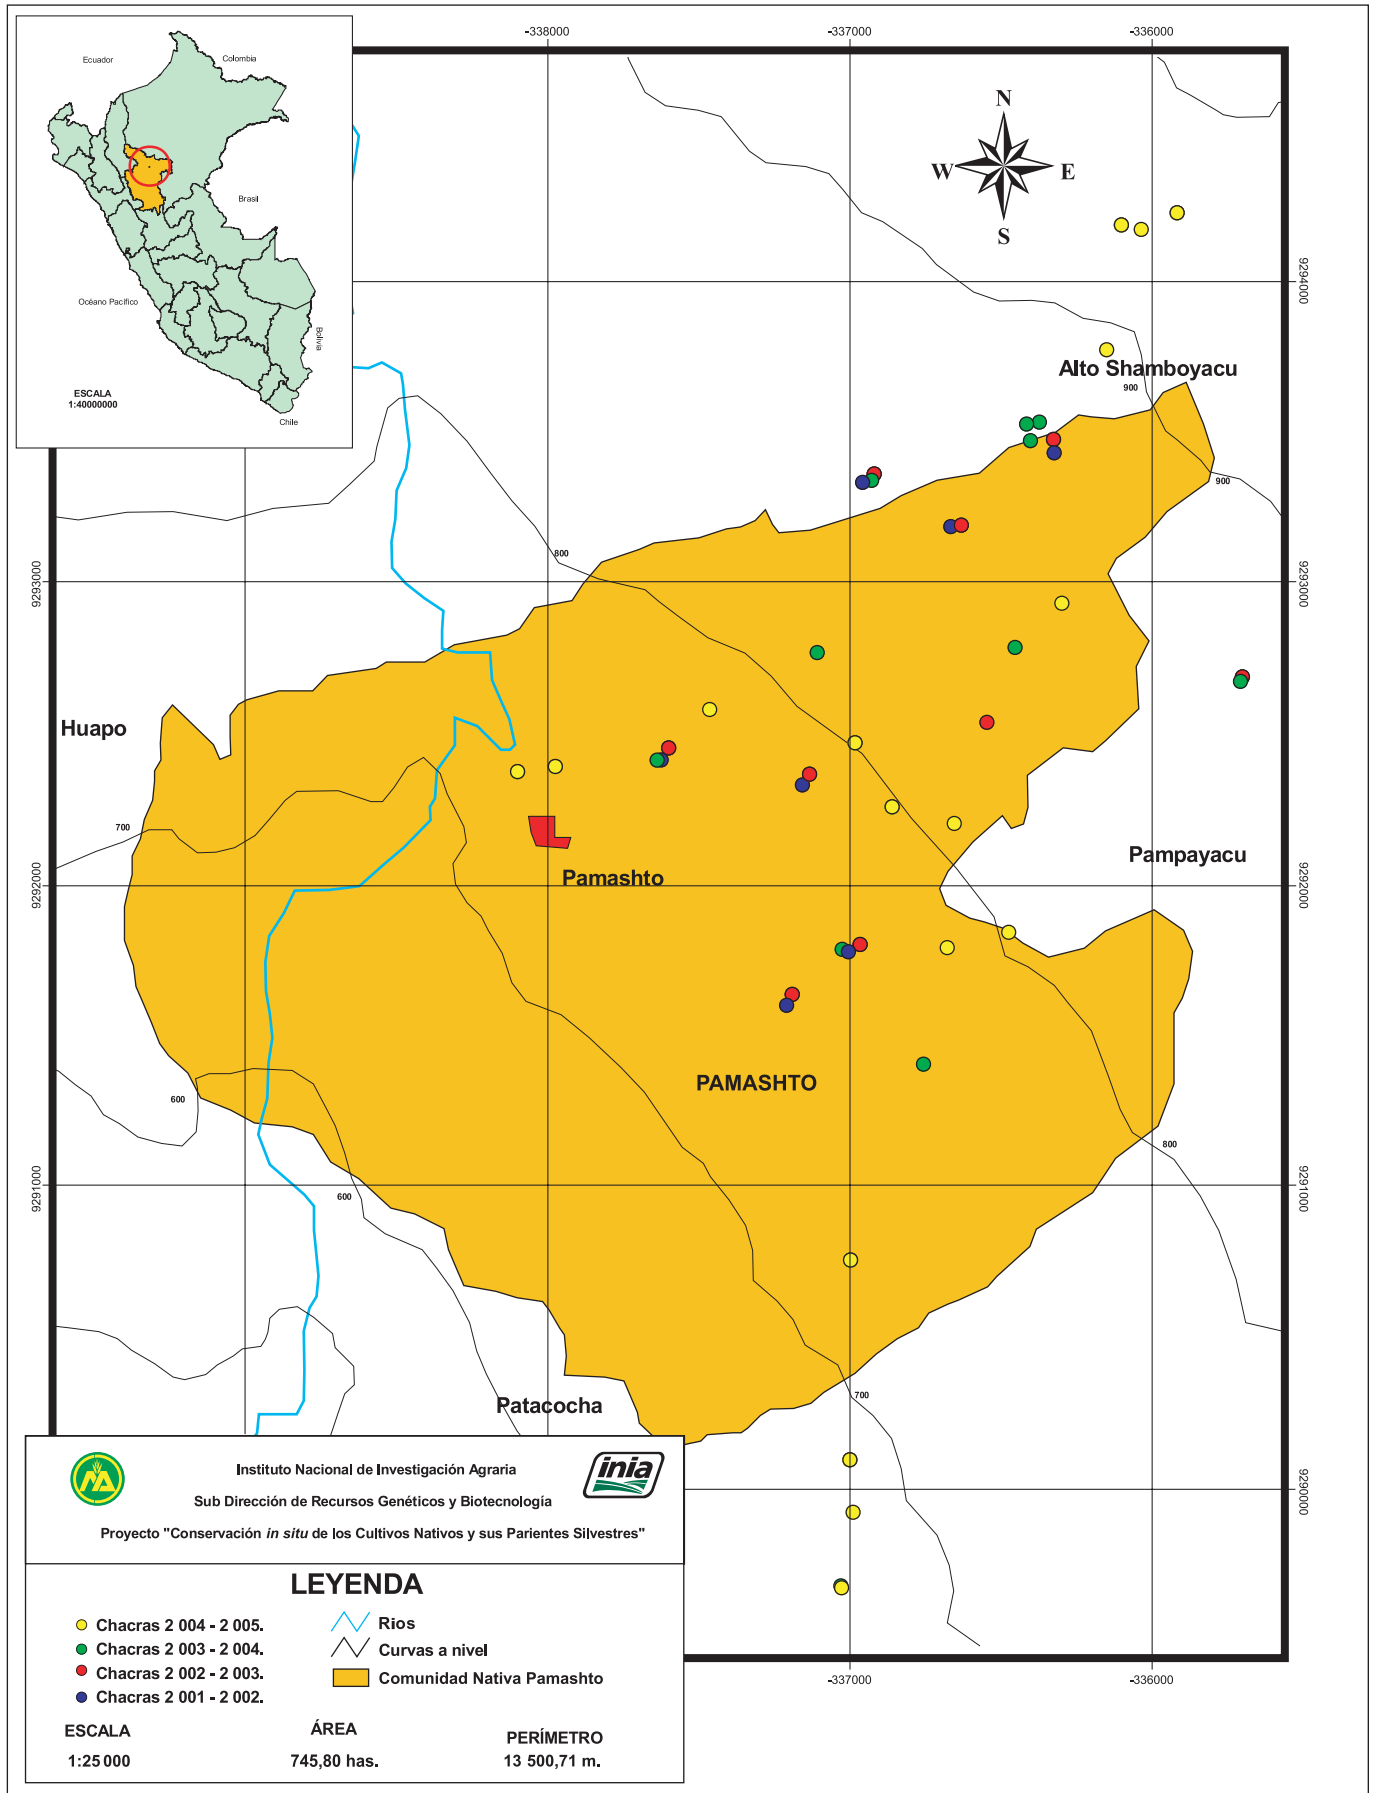 -338000
-337000
-336000
Ecuador
Colombia
Brasil
Océano Pacífico
Bolivia
ESCALA
1:40000000
Chile
N
W
E
S
9294000
Alto Shamboyacu
900
900
800
9293000
9293000
Huapo
700
Pamashto
Pampayacu
9292000
9292000
PAMASHTO
600
800
600
9291000
9291000
Patacocha
700
9290000
Instituto Nacional de Investigación Agraria
inia
Sub Dirección de Recursos Genéticos y Biotecnología
Proyecto "Conservación in situ de los Cultivos Nativos y sus Parientes Silvestres"
LEYENDA
Chacras 2 004 - 2 005.
Chacras 2 003 - 2 004.
Chacras 2 002 - 2 003.
Chacras 2 001 - 2 002.
Rios
Curvas a nivel
Comunidad Nativa Pamashto
-337000
-336000
ESCALA
1:25 000
ÁREA
745,80 has.
PERÍMETRO
13 500,71 m.